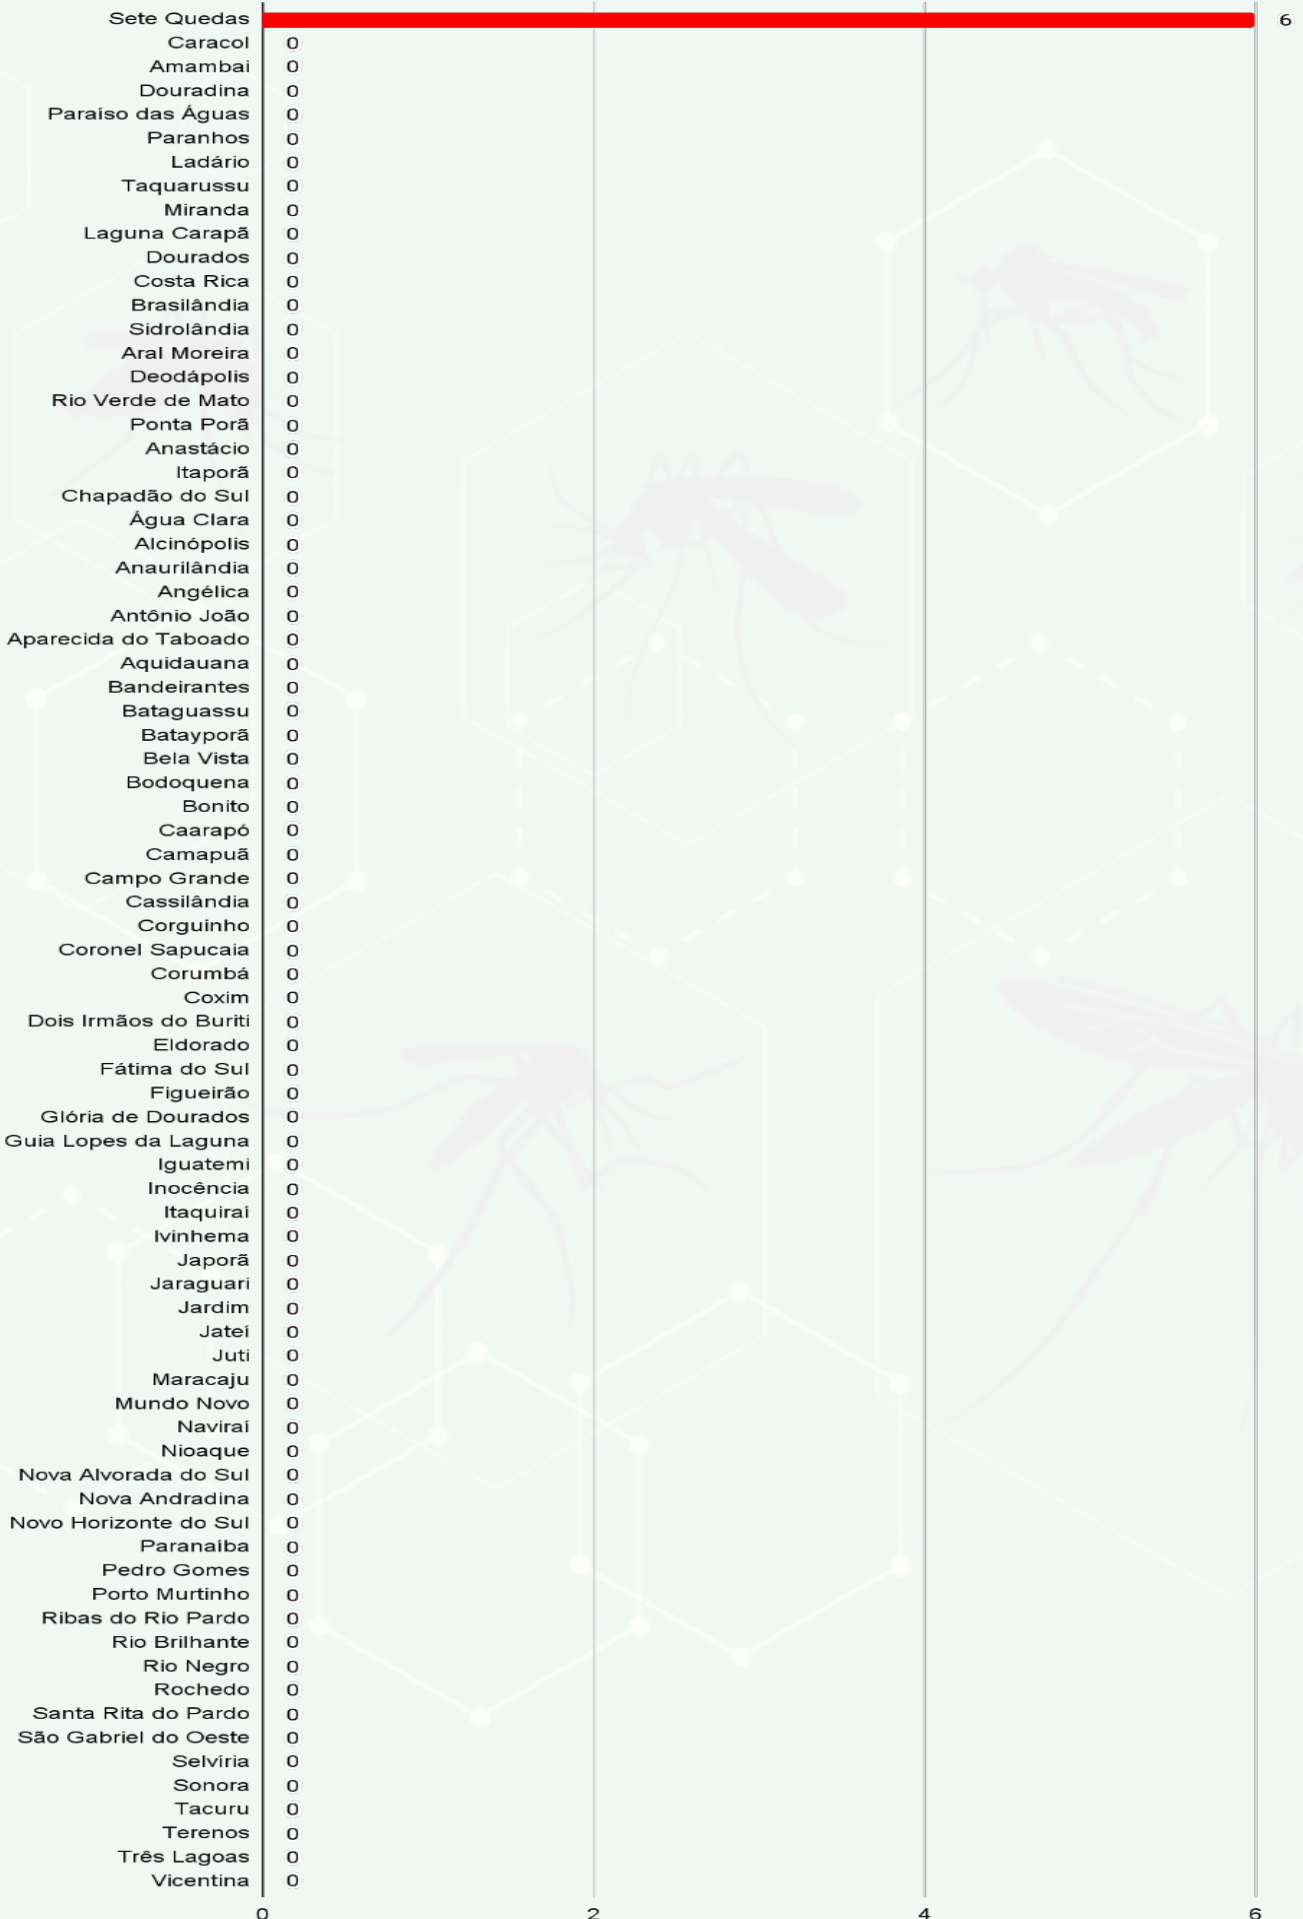 Sete Quedas 6
Caracol 0
Amambai 0
Douradina 0
Paraíso das Águas 0
Paranhos 0
Ladário 0
Taquarussu 0
Miranda 0
Laguna Carapã 0
Dourados 0
Costa Rica 0
Brasilândia 0
Sidrolândia 0
Aral Moreira 0
Deodápolis 0
Rio Verde de Mato 0
Ponta Porã 0
Anastácio 0
Itaporã 0
Chapadão do Sul 0
Água Clara 0
Alcinópolis 0
Anaurilândia 0
Angélica 0
Antônio João 0
Aparecida do Taboado 0
Aquidauana 0
Bandeirantes 0
Bataguassu 0
Batayporã 0
Bela Vista 0
Bodoquena 0
Bonito 0
Caarapó 0
Camapuã 0
Campo Grande 0
Cassilândia 0
Corguinho 0
Coronel Sapucaia 0
Corumbá 0
Coxim 0
Dois Irmãos do Buriti 0
Eldorado 0
Fátima do Sul 0
Figueirão 0
Glória de Dourados 0
Guia Lopes da Laguna 0
Iguatemi 0
Inocência 0
Itaquiraí 0
Ivinhema 0
Japorã 0
Jaraguari 0
Jardim 0
Jateí 0
Juti 0
Maracaju 0
Mundo Novo 0
Naviraí 0
Nioaque 0
Nova Alvorada do Sul 0
Nova Andradina 0
Novo Horizonte do Sul 0
Paranaíba 0
Pedro Gomes 0
Porto Murtinho 0
Ribas do Rio Pardo 0
Rio Brilhante 0
Rio Negro 0
Rochedo 0
Santa Rita do Pardo 0
São Gabriel do Oeste 0
Selvíria 0
Sonora 0
Tacuru 0
Terenos 0
Três Lagoas 0
Vicentina 0
0 2 4 6